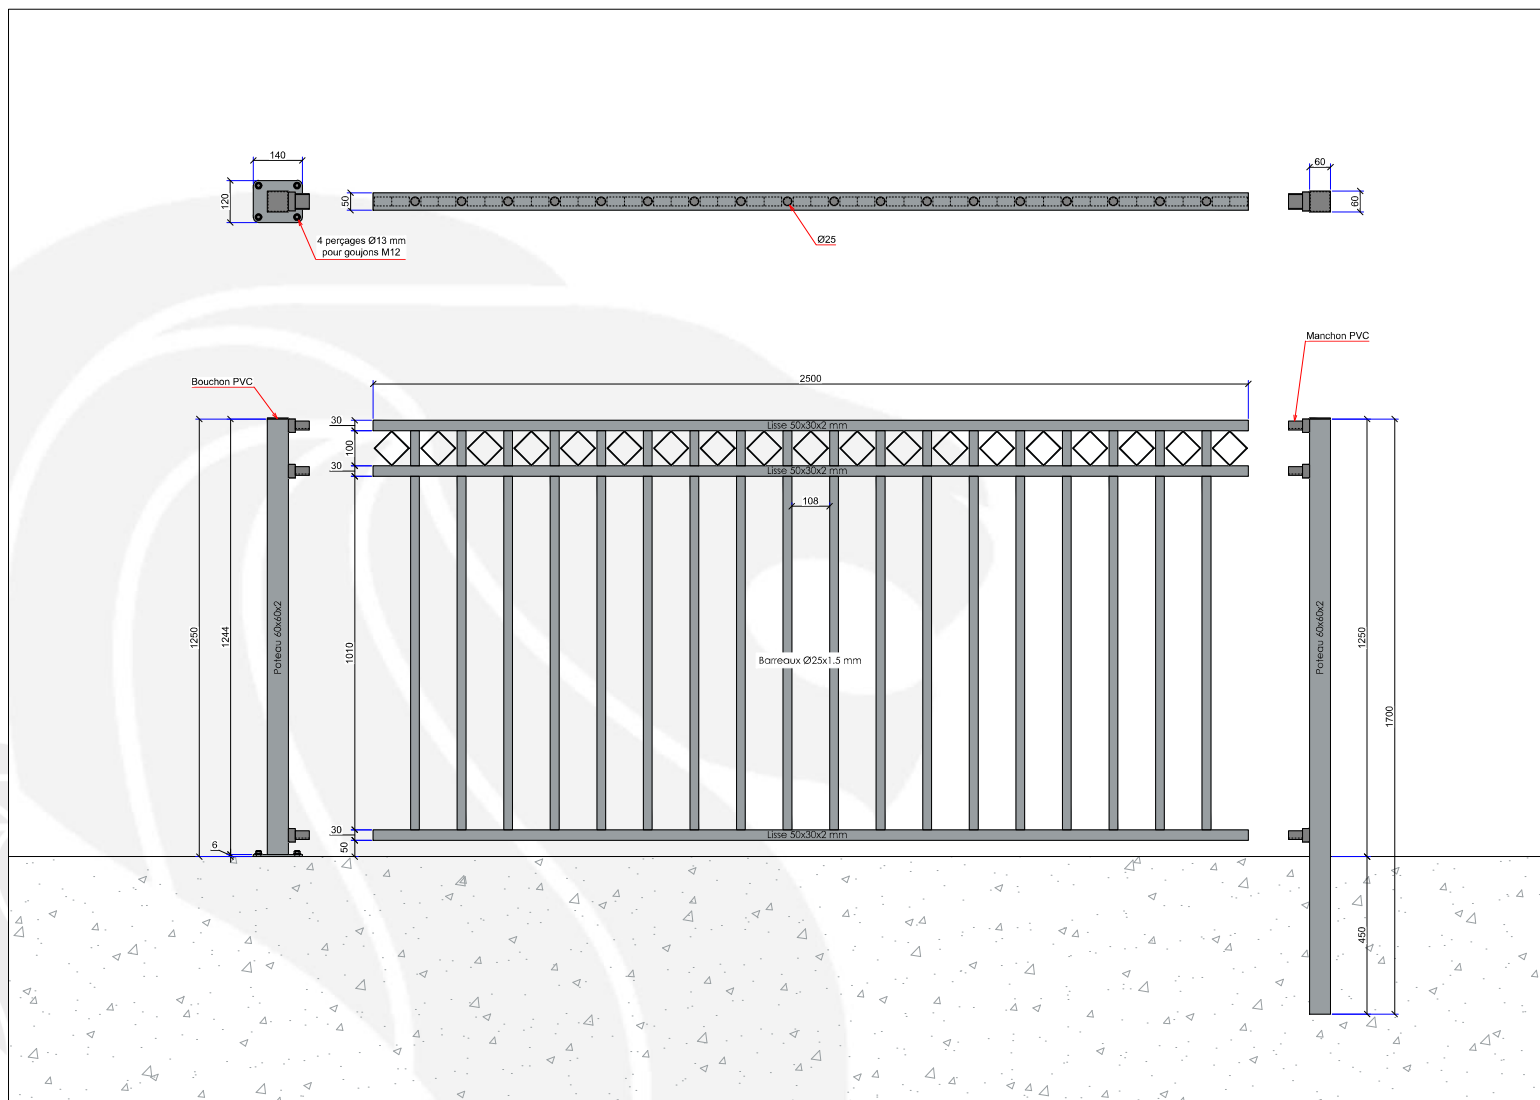 140
120
4 perçages Ø13 mm
pour goujons M12
50
Ø25
60
60
Manchon PVC
Bouchon PVC
2500
30
Lisse 50x30x2 mm
100
30
Lisse 50x30x2 mm
108
1250
1244
Poteau 60x60x2
1010
Barreaux Ø25x1.5 mm
Poteau 60x60x2
1250
1700
30
Lisse 50x30x2 mm
6
50
450